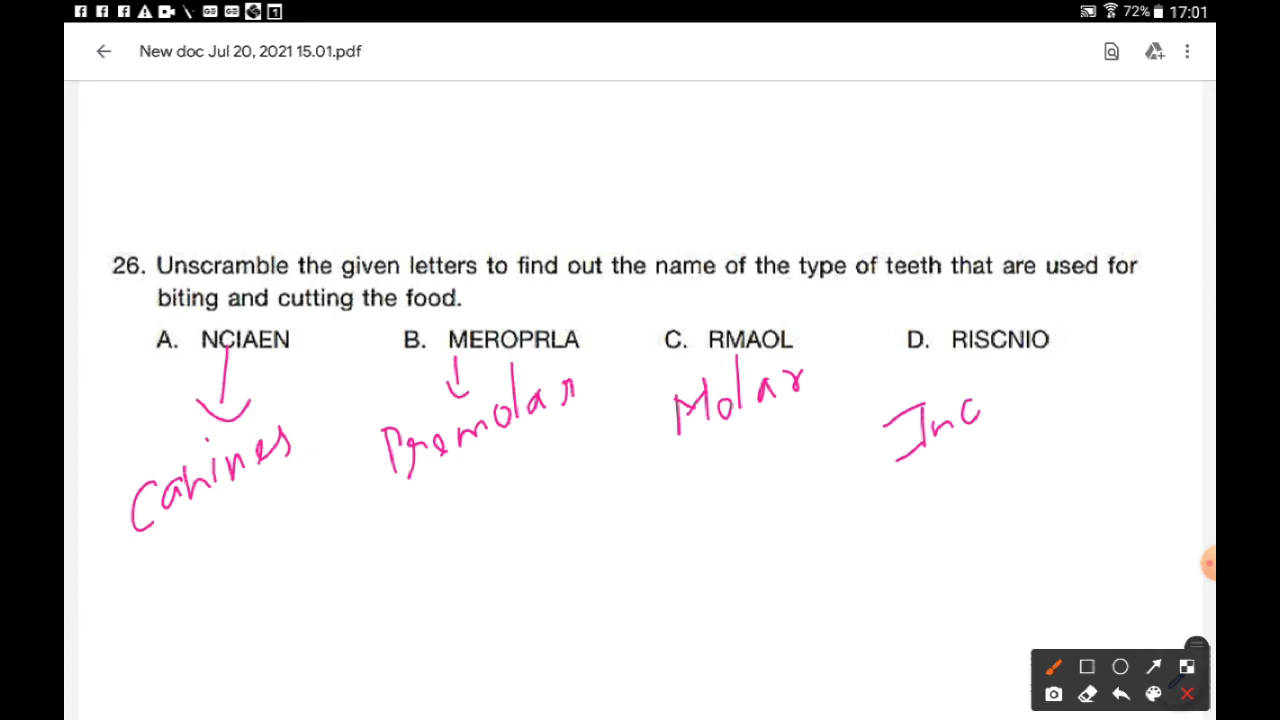 72% 17:01
New doc Jul 20, 2021 15.01.pdf
26. Unscramble the given letters to find out the name of the type of teeth that are used for
biting and cutting the food.
A. NCIAEN B. MEROPRLA C. RMAOL D. RISCNIO
Canines Premolar Molar Inc